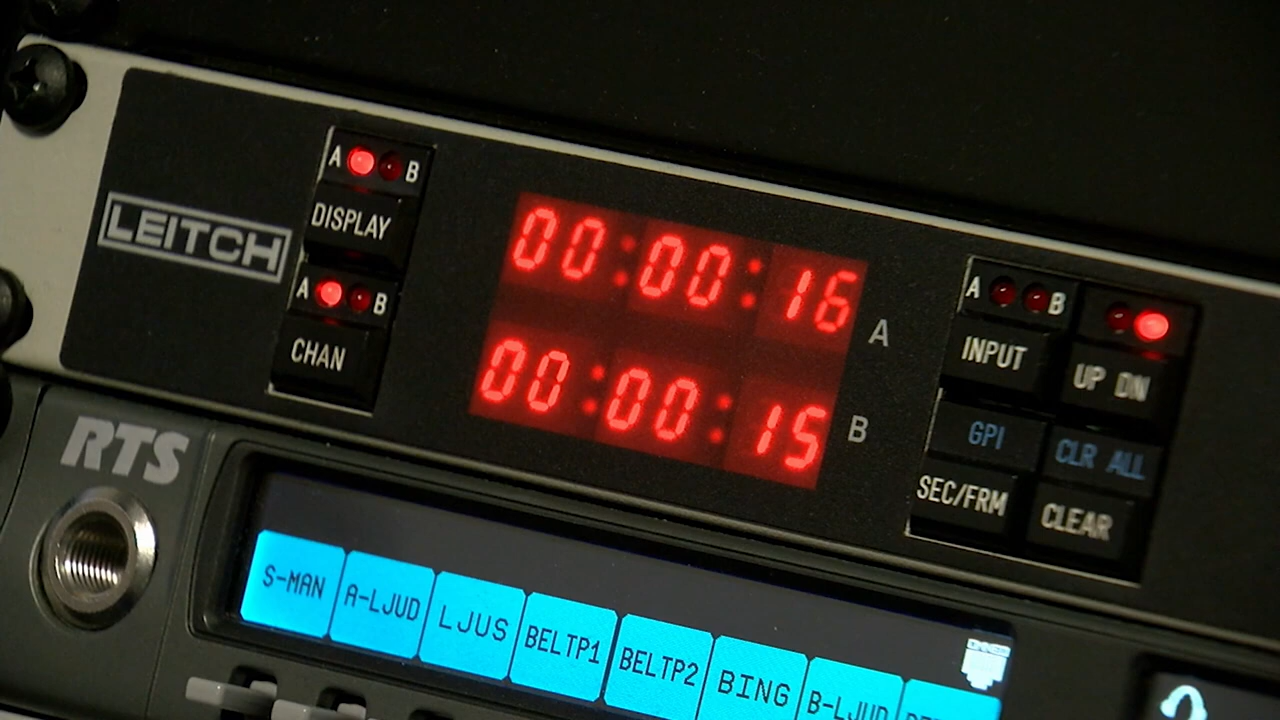 LEITCH
A B
DISPLAY
A B
CHAN
00:00:16 A
00:00:15 B
A B
INPUT
UP DN
GPI
CLR ALL
SEC/FRM
CLEAR
RTS
S-MAN A-LJUD LJUS BELTP1 BELTP2 BING B-LJUD